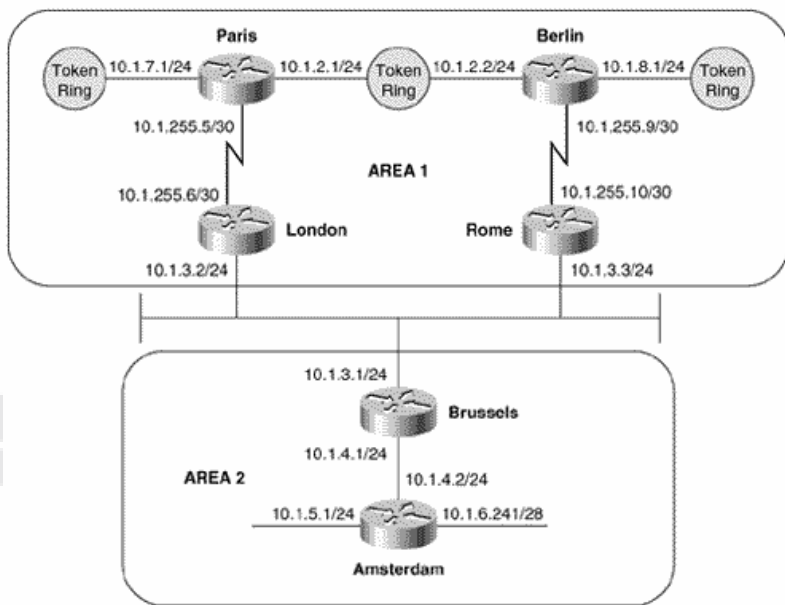 Paris
Berlin
Token
Ring
10.1.7.1/24
10.1.2.1/24
Token
Ring
10.1.2.2/24
10.1.8.1/24
Token
Ring
10.1.255.5/30
10.1.255.9/30
AREA 1
10.1.255.6/30
10.1.255.10/30
London
Rome
10.1.3.2/24
10.1.3.3/24
10.1.3.1/24
Brussels
10.1.4.1/24
AREA 2
10.1.4.2/24
10.1.5.1/24
10.1.6.241/28
Amsterdam